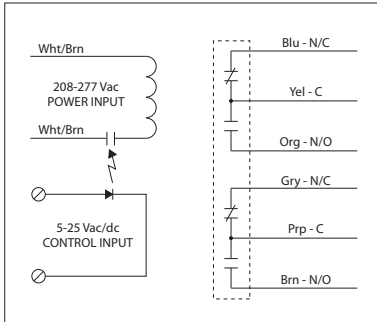 Wht/Brn
208-277 Vac
POWER INPUT
Wht/Brn
5-25 Vac/dc
CONTROL INPUT
Blu - N/C
Yel - C
Org - N/O
Gry - N/C
Prp - C
Brn - N/O